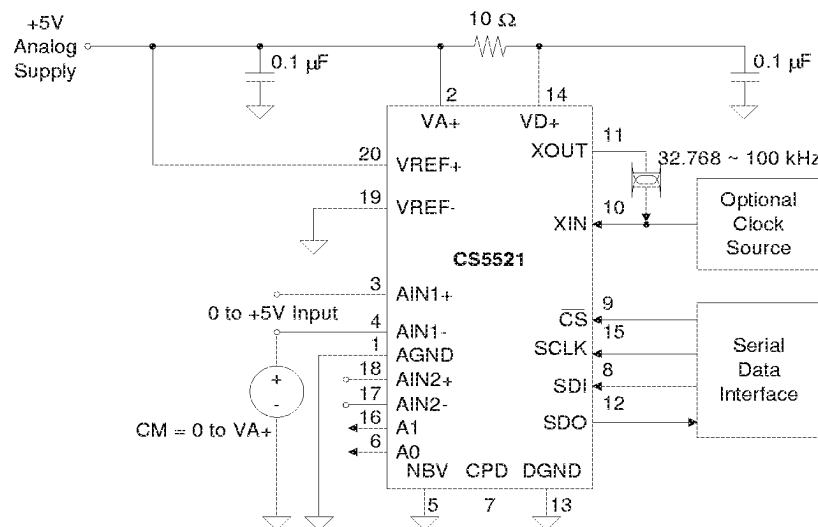 +5V
Analog
Supply
0.1 µF
10 Ω
0.1 µF
2
14
VA+
VD+
11
XOUT
32.768 ~ 100 kHz
20
VREF+
19
VREF-
10
XIN
Optional
Clock
Source
CS5521
3
AIN1+
0 to +5V Input
4
AIN1-
1
AGND
18
AIN2+
17
AIN2-
16
A1
6
A0
+
-
CM = 0 to VA+
9
CS
15
SCLK
8
SDI
12
SDO
Serial
Data
Interface
NBV
CPD
DGND
5
7
13